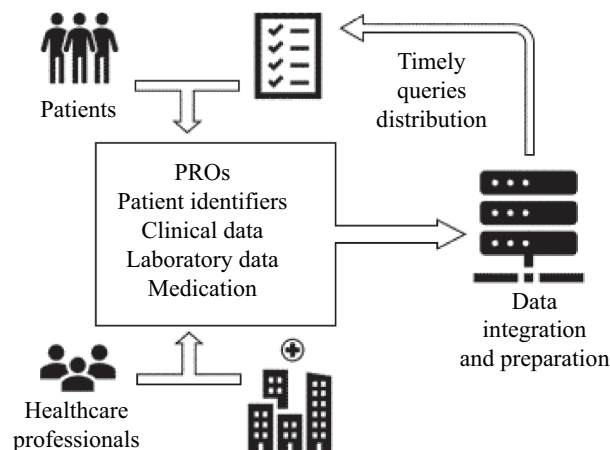 Patients
Timely
queries
distribution
PROs
Patient identifiers
Clinical data
Laboratory data
Medication
Data
integration
and preparation
Healthcare
professionals